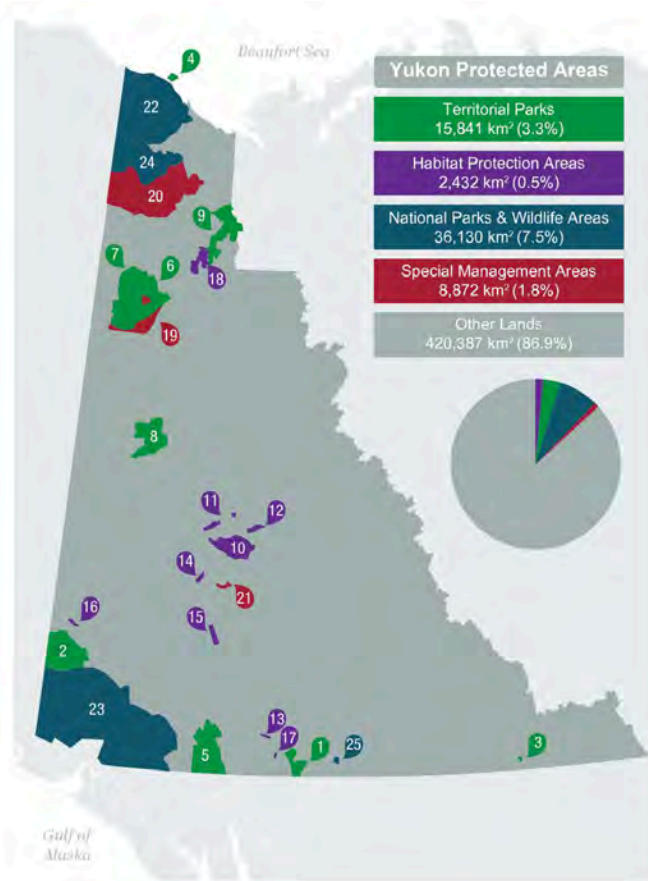 Beaufort Sea
Yukon Protected Areas
Territorial Parks
15,841 km² (3.3%)
Habitat Protection Areas
2,432 km² (0.5%)
National Parks & Wildlife Areas
36,130 km² (7.5%)
Special Management Areas
8,872 km² (1.8%)
Other Lands
420,387 km² (86.9%)
4
22
24
20
9
7
6
18
19
8
11
12
10
14
21
16
15
2
23
13
17
1
25
3
5
Gulf of
Alaska